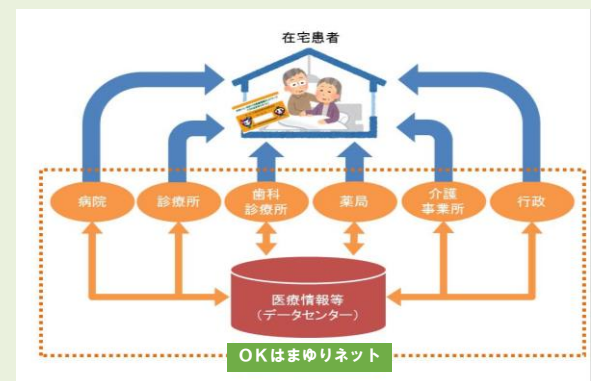 在宅患者
病院
診療所
歯科
診療所
薬局
介護
事業所
行政
医療情報等
(データセンター)
OKはまゆりネット